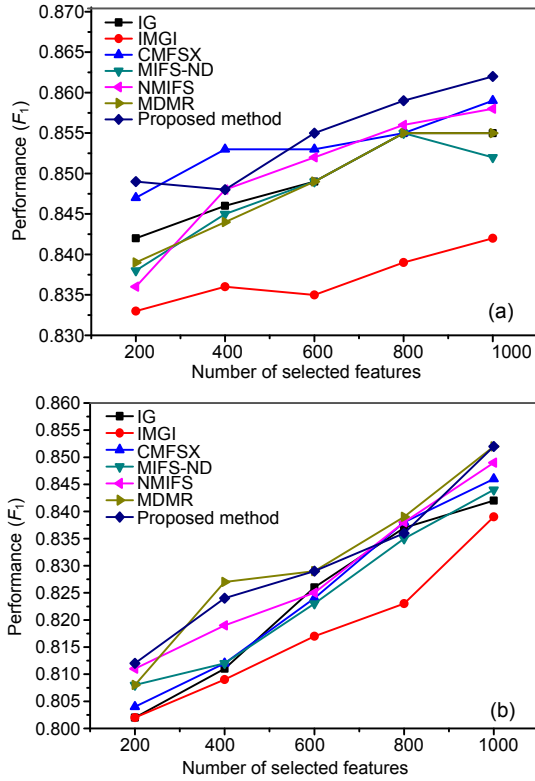 0.870
0.865
0.860
0.855
0.850
0.845
0.840
0.835
0.830
Performance (F1)
IG
IMGI
CMFSX
MIFS-ND
NMIFS
MDMR
Proposed method
(a)
200 400 600 800 1000
Number of selected features
0.860
0.855
0.850
0.845
0.840
0.835
0.830
0.825
0.820
0.815
0.810
0.805
0.800
Performance (F1)
IG
IMGI
CMFSX
MIFS-ND
NMIFS
MDMR
Proposed method
(b)
200 400 600 800 1000
Number of selected features